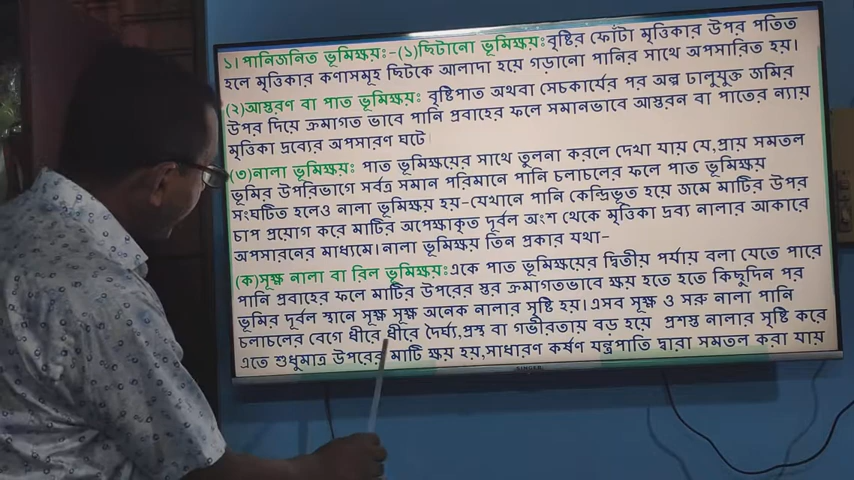 ১। পানিজনিত ভূমিক্ষয়ঃ-(১)ছিটানো ভূমিক্ষয়ঃ বৃষ্টির ফোঁটা মৃত্তিকার উপর পতিত
হলে মৃত্তিকার কণাসমূহ ছিটকে আলাদা হয়ে গড়ানো পানির সাথে অপসারিত হয়।
(২)আস্তরণ বা পাত ভূমিক্ষয়ঃ বৃষ্টিপাত অথবা সেচকার্যের পর অল্প ঢালুযুক্ত জমির
উপর দিয়ে ক্রমাগত ভাবে পানি প্রবাহের ফলে সমানভাবে আস্তরন বা পাতের ন্যায়
মৃত্তিকা দ্রব্যের অপসারণ ঘটে
(৩)নালা ভূমিক্ষয়ঃ পাত ভূমিক্ষয়ের সাথে তুলনা করলে দেখা যায় যে,প্রায় সমতল
ভূমির উপরিভাগে সর্বত্র সমান পরিমানে পানি চলাচলের ফলে পাত ভূমিক্ষয়
সংঘটিত হলেও নালা ভূমিক্ষয় হয়-যেখানে পানি কেন্দ্রিভূত হয়ে জমে মাটির উপর
চাপ প্রয়োগ করে মাটির অপেক্ষাকৃত দূর্বল অংশ থেকে মৃত্তিকা দ্রব্য নালার আকারে
অপসারনের মাধ্যমে।নালা ভূমিক্ষয় তিন প্রকার যথা-
(ক)সূক্ষ নালা বা রিল ভূমিক্ষয়ঃএকে পাত ভূমিক্ষয়ের দ্বিতীয় পর্যায় বলা যেতে পারে
পানি প্রবাহের ফলে মাটির উপরের স্তর ক্রমাগতভাবে ক্ষয় হতে হতে কিছুদিন পর
ভূমির দূর্বল স্থানে সূক্ষ সূক্ষ অনেক নালার সৃষ্টি হয়।এসব সূক্ষ ও সরু নালা পানি
চলাচলের বেগে ধীরে ধীরে দৈর্ঘ্য,প্রস্থ বা গভীরতায় বড় হয়ে প্রশস্ত নালার সৃষ্টি করে
এতে শুধুমাত্র উপরের মাটি ক্ষয় হয়,সাধারণ কর্ষণ যন্ত্রপাতি দ্বারা সমতল করা যায়
SINGER